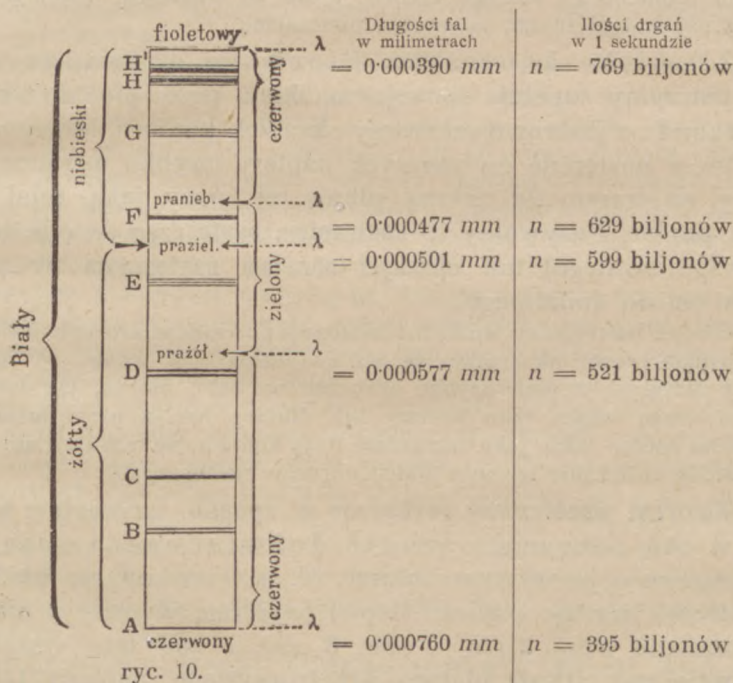 Długości fal
w milimetrach
Ilości drgań
w 1 sekundzie
fioletowy
λ
= 0·000390 mm
n = 769 biljonów
H'
H
G
czerwony
niebieski
pranieb.
λ
F
= 0·000477 mm
n = 629 biljonów
praziel.
λ
= 0·000501 mm
n = 599 biljonów
E
zielony
Biały
prażół.
λ
D
= 0·000577 mm
n = 521 biljonów
żółty
C
B
czerwony
A
λ
czerwony
= 0·000760 mm
n = 395 biljonów
ryc. 10.